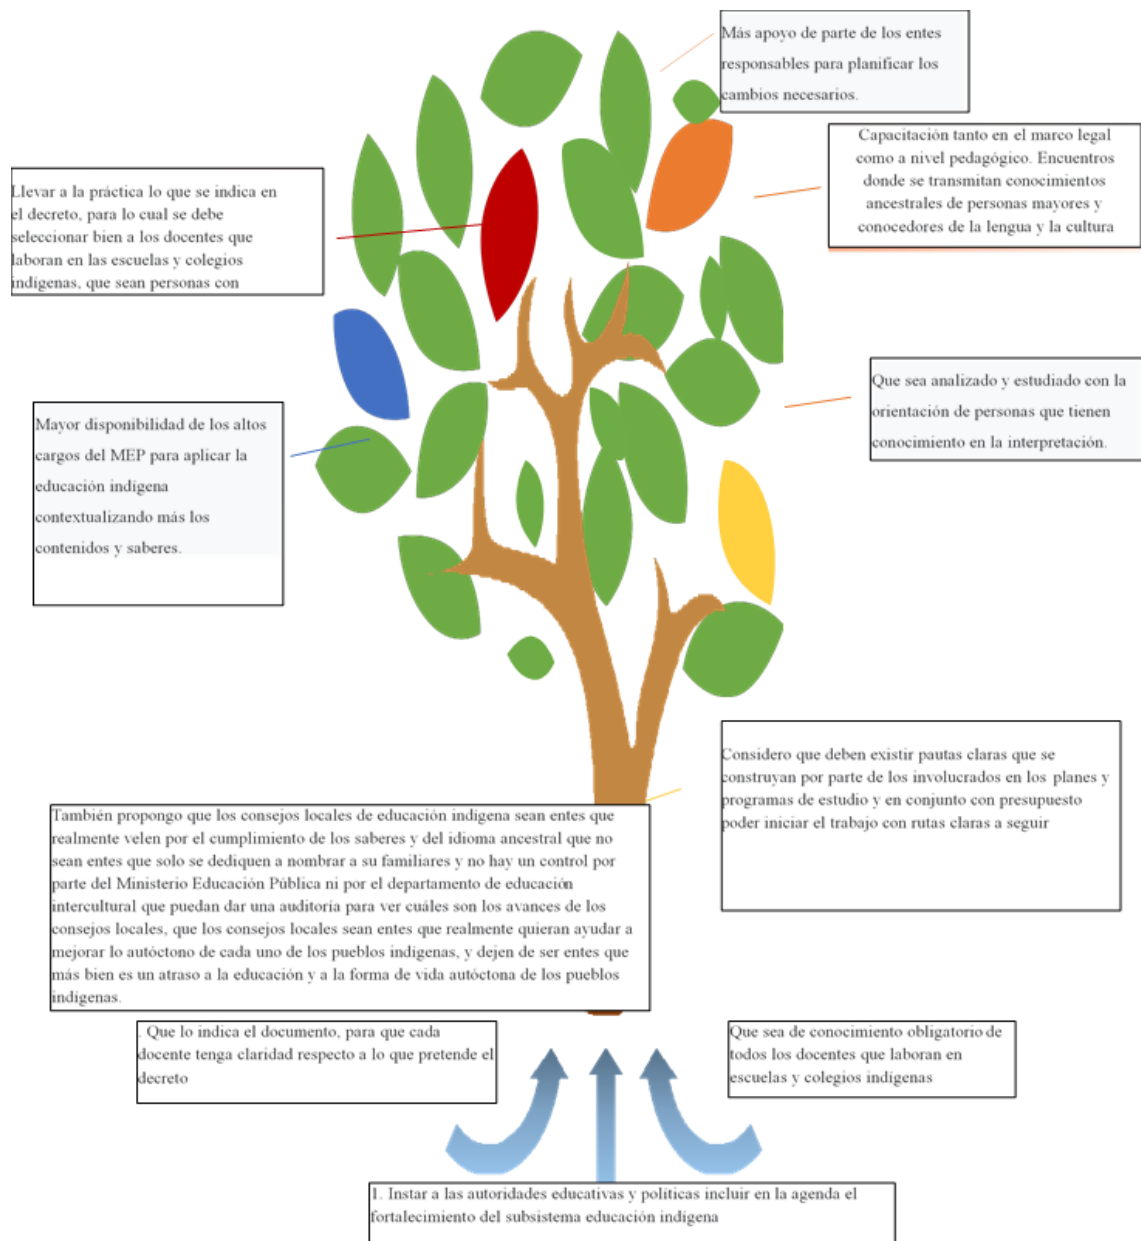 Más apoyo de parte de los entes
responsables para planificar los
cambios necesarios.
Capacitación tanto en el marco legal
como a nivel pedagógico. Encuentros
donde se transmitan conocimientos
ancestrales de personas mayores y
conocedores de la lengua y la cultura
Llevar a la práctica lo que se indica en
el decreto, para lo cual se debe
seleccionar bien a los docentes que
laboran en las escuelas y colegios
indígenas, que sean personas con
Que sea analizado y estudiado con la
orientación de personas que tienen
conocimiento en la interpretación.
Mayor disponibilidad de los altos
cargos del MEP para aplicar la
educación indígena
contextualizando más los
contenidos y saberes.
Considero que deben existir pautas claras que se
construyan por parte de los involucrados en los planes y
programas de estudio y en conjunto con presupuesto
poder iniciar el trabajo con rutas claras a seguir
También propongo que los consejos locales de educación indígena sean entes que
realmente velen por el cumplimiento de los saberes y del idioma ancestral que no
sean entes que solo se dediquen a nombrar a su familiares y no hay un control por
parte del Ministerio Educación Pública ni por el departamento de educación
intercultural que puedan dar una auditoría para ver cuáles son los avances de los
consejos locales, que los consejos locales sean entes que realmente quieran ayudar a
mejorar lo autóctono de cada uno de los pueblos indígenas, y dejen de ser entes que
más bien es un atraso a la educación y a la forma de vida autóctona de los pueblos
indígenas.
. Que lo indica el documento, para que cada
docente tenga claridad respecto a lo que pretende el
decreto
Que sea de conocimiento obligatorio de
todos los docentes que laboran en
escuelas y colegios indígenas
1. Instar a las autoridades educativas y políticas incluir en la agenda el
fortalecimiento del subsistema educación indígena